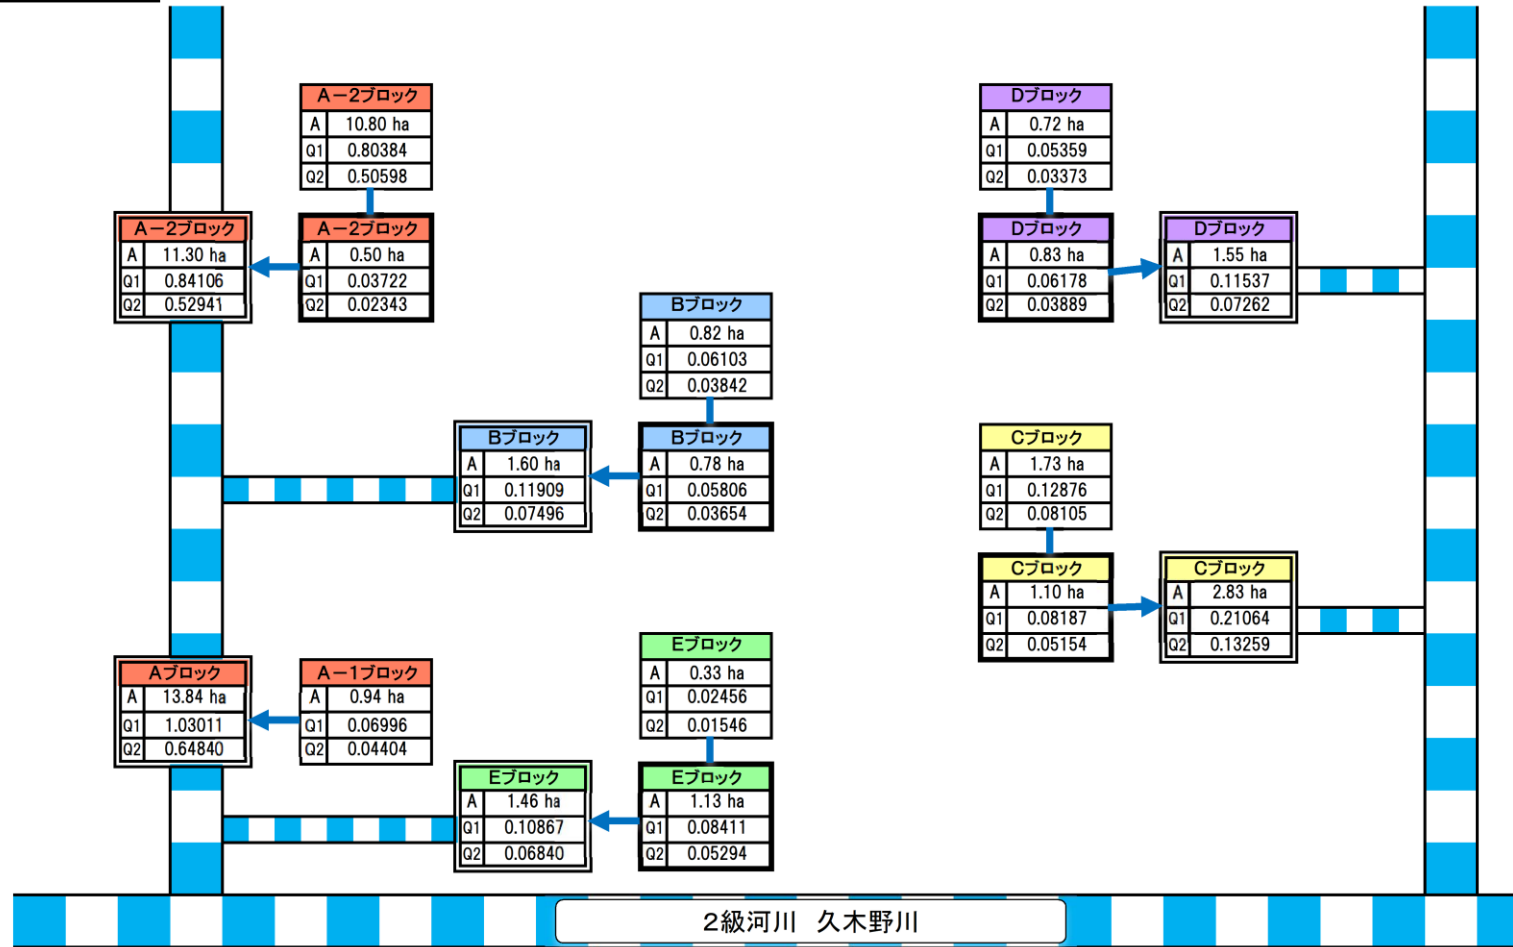 A－2ブロック
A 10.80 ha
Q1 0.80384
Q2 0.50598
Dブロック
A 0.72 ha
Q1 0.05359
Q2 0.03373
A－2ブロック
A 11.30 ha
Q1 0.84106
Q2 0.52941
A－2ブロック
A 0.50 ha
Q1 0.03722
Q2 0.02343
Dブロック
A 0.83 ha
Q1 0.06178
Q2 0.03889
Dブロック
A 1.55 ha
Q1 0.11537
Q2 0.07262
Bブロック
A 0.82 ha
Q1 0.06103
Q2 0.03842
Bブロック
A 1.60 ha
Q1 0.11909
Q2 0.07496
Bブロック
A 0.78 ha
Q1 0.05806
Q2 0.03654
Cブロック
A 1.73 ha
Q1 0.12876
Q2 0.08105
Cブロック
A 1.10 ha
Q1 0.08187
Q2 0.05154
Cブロック
A 2.83 ha
Q1 0.21064
Q2 0.13259
Aブロック
A 13.84 ha
Q1 1.03011
Q2 0.64840
A－1ブロック
A 0.94 ha
Q1 0.06996
Q2 0.04404
Eブロック
A 0.33 ha
Q1 0.02456
Q2 0.01546
Eブロック
A 1.46 ha
Q1 0.10867
Q2 0.06840
Eブロック
A 1.13 ha
Q1 0.08411
Q2 0.05294
2級河川 久木野川